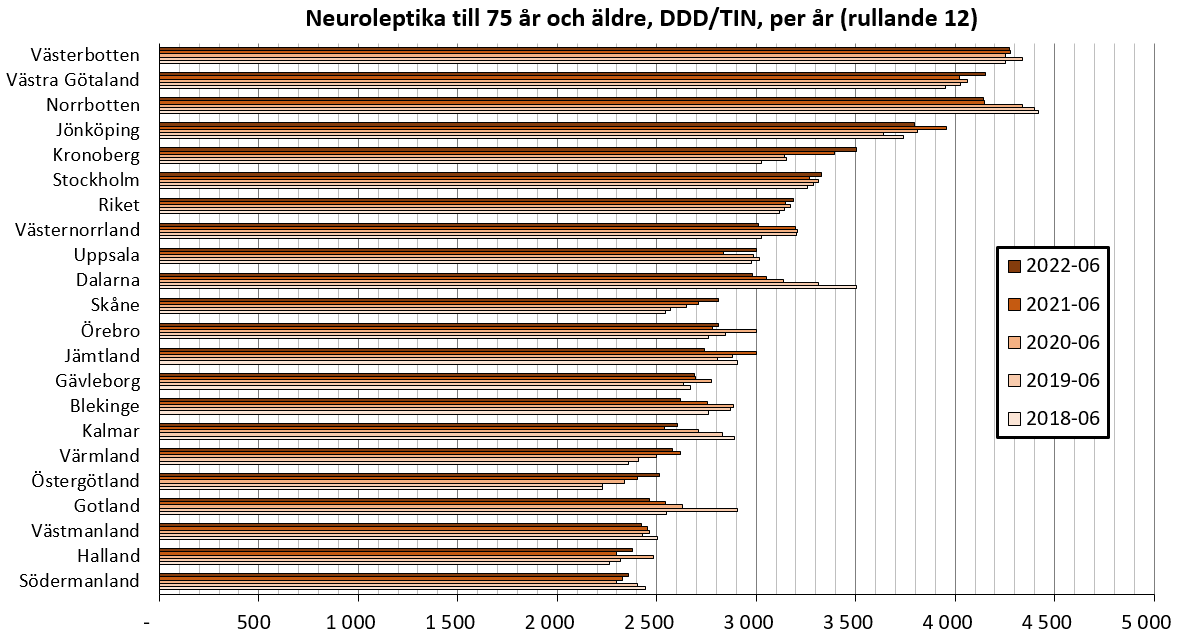 Neuroleptika till 75 år och äldre, DDD/TIN, per år (rullande 12)
Västerbotten
Västra Götaland
Norrbotten
Jönköping
Kronoberg
Stockholm
Riket
Västernorrland
Uppsala
Dalarna
Skåne
Örebro
Jämtland
Gävleborg
Blekinge
Kalmar
Värmland
Östergötland
Gotland
Västmanland
Halland
Södermanland
2022-06
2021-06
2020-06
2019-06
2018-06
- 500 1 000 1 500 2 000 2 500 3 000 3 500 4 000 4 500 5 000